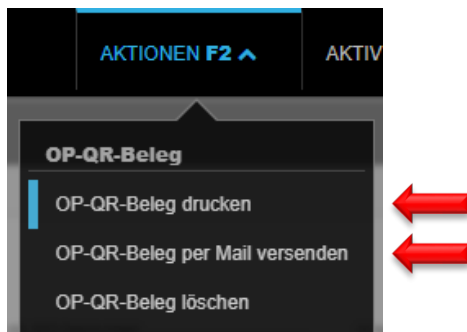 AKTIONEN F2 AKTIV
OP-QR-Beleg
OP-QR-Beleg drucken
OP-QR-Beleg per Mail versenden
OP-QR-Beleg löschen